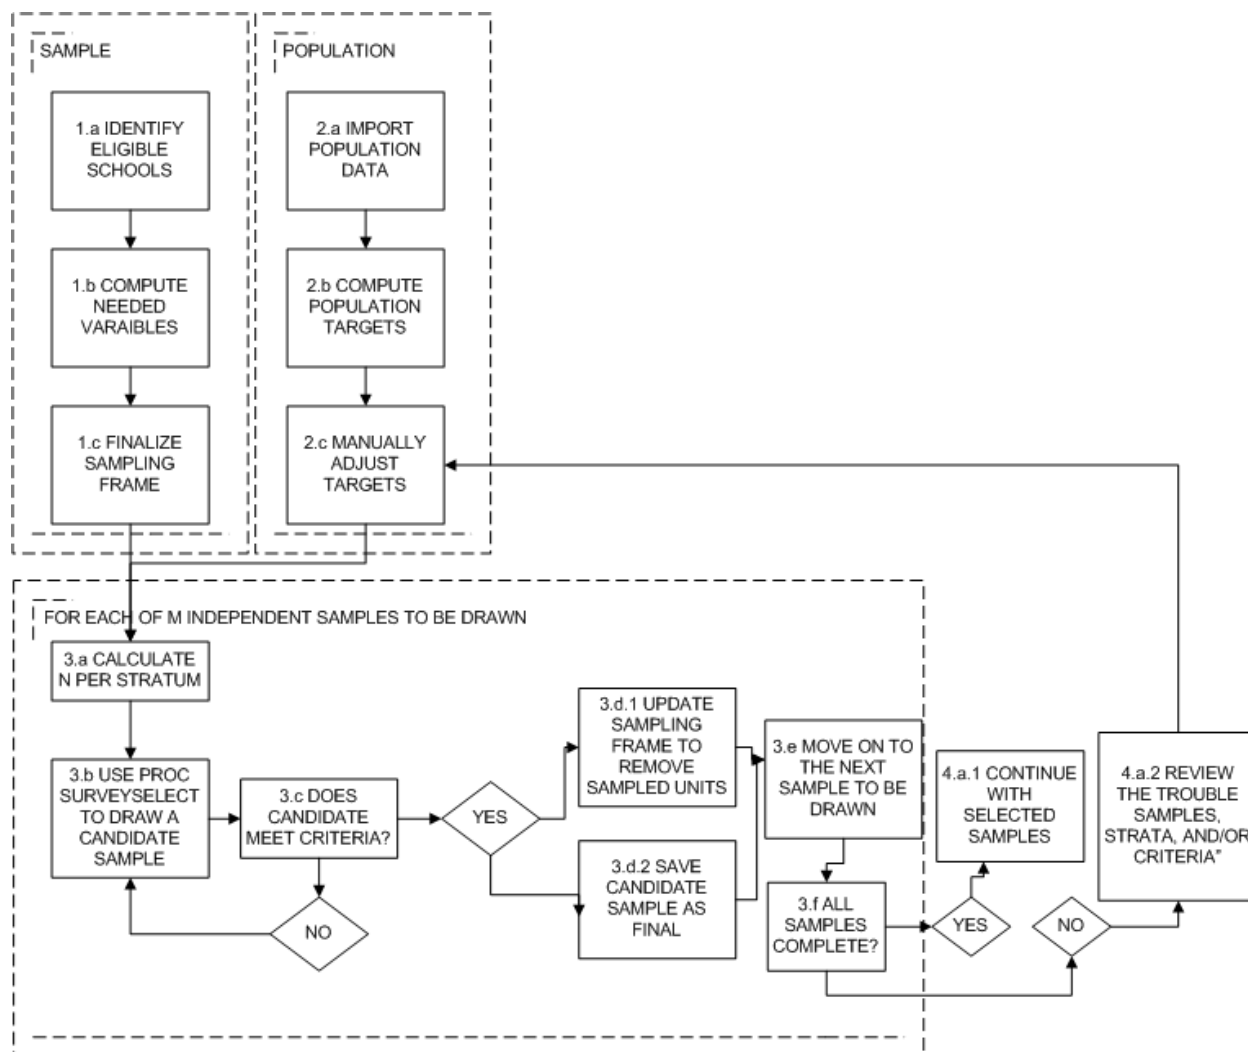 SAMPLE
1.a IDENTIFY
ELIGIBLE
SCHOOLS
1.b COMPUTE
NEEDED
VARAIBLES
1.c FINALIZE
SAMPLING
FRAME
POPULATION
2.a IMPORT
POPULATION
DATA
2.b COMPUTE
POPULATION
TARGETS
2.c MANUALLY
ADJUST
TARGETS
FOR EACH OF M INDEPENDENT SAMPLES TO BE DRAWN
3.a CALCULATE
N PER STRATUM
3.b USE PROC
SURVEYSELECT
TO DRAW A
CANDIDATE
SAMPLE
3.c DOES
CANDIDATE
MEET CRITERIA?
NO
YES
3.d.1 UPDATE
SAMPLING
FRAME TO
REMOVE
SAMPLED UNITS
3.d.2 SAVE
CANDIDATE
SAMPLE AS
FINAL
3.e MOVE ON TO
THE NEXT
SAMPLE TO BE
DRAWN
3.f ALL
SAMPLES
COMPLETE?
YES
4.a.1 CONTINUE
WITH
SELECTED
SAMPLES
NO
4.a.2 REVIEW
THE TROUBLE
SAMPLES,
STRATA, AND/OR
CRITERIA”